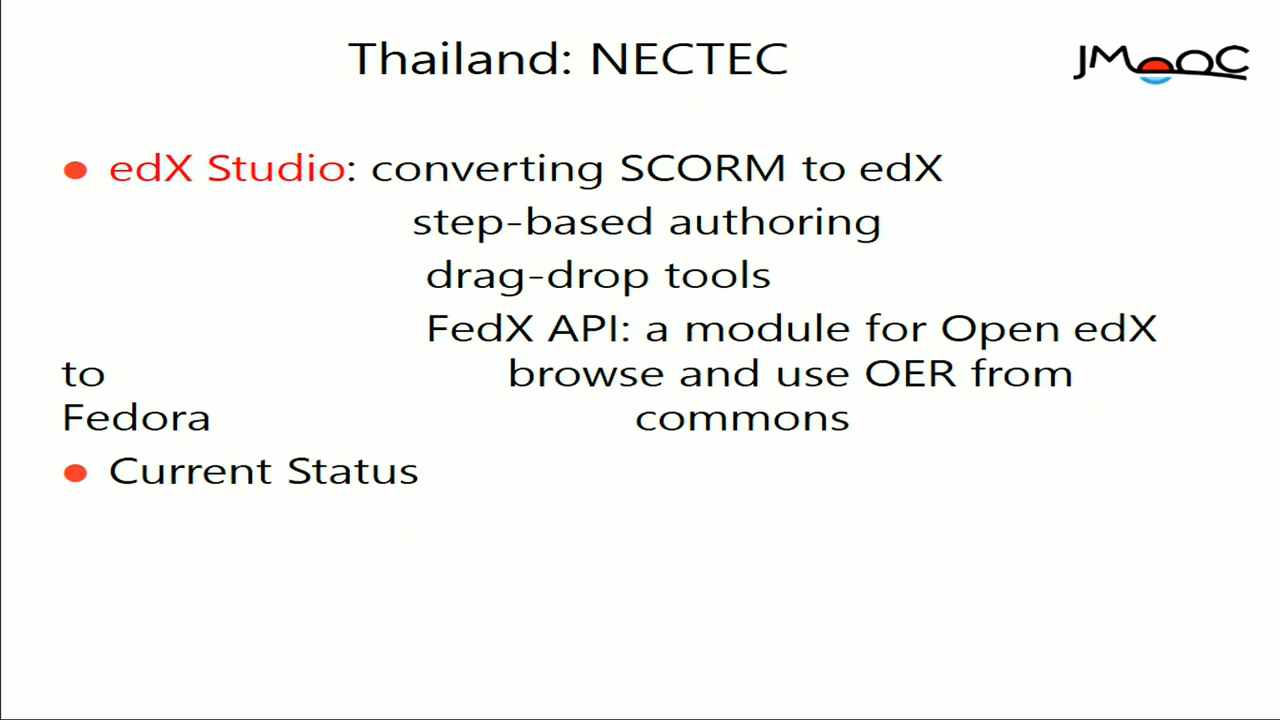 Thailand: NECTEC
JMOOC
edX Studio: converting SCORM to edX
step-based authoring
drag-drop tools
FedX API: a module for Open edX
to browse and use OER from
Fedora commons
Current Status